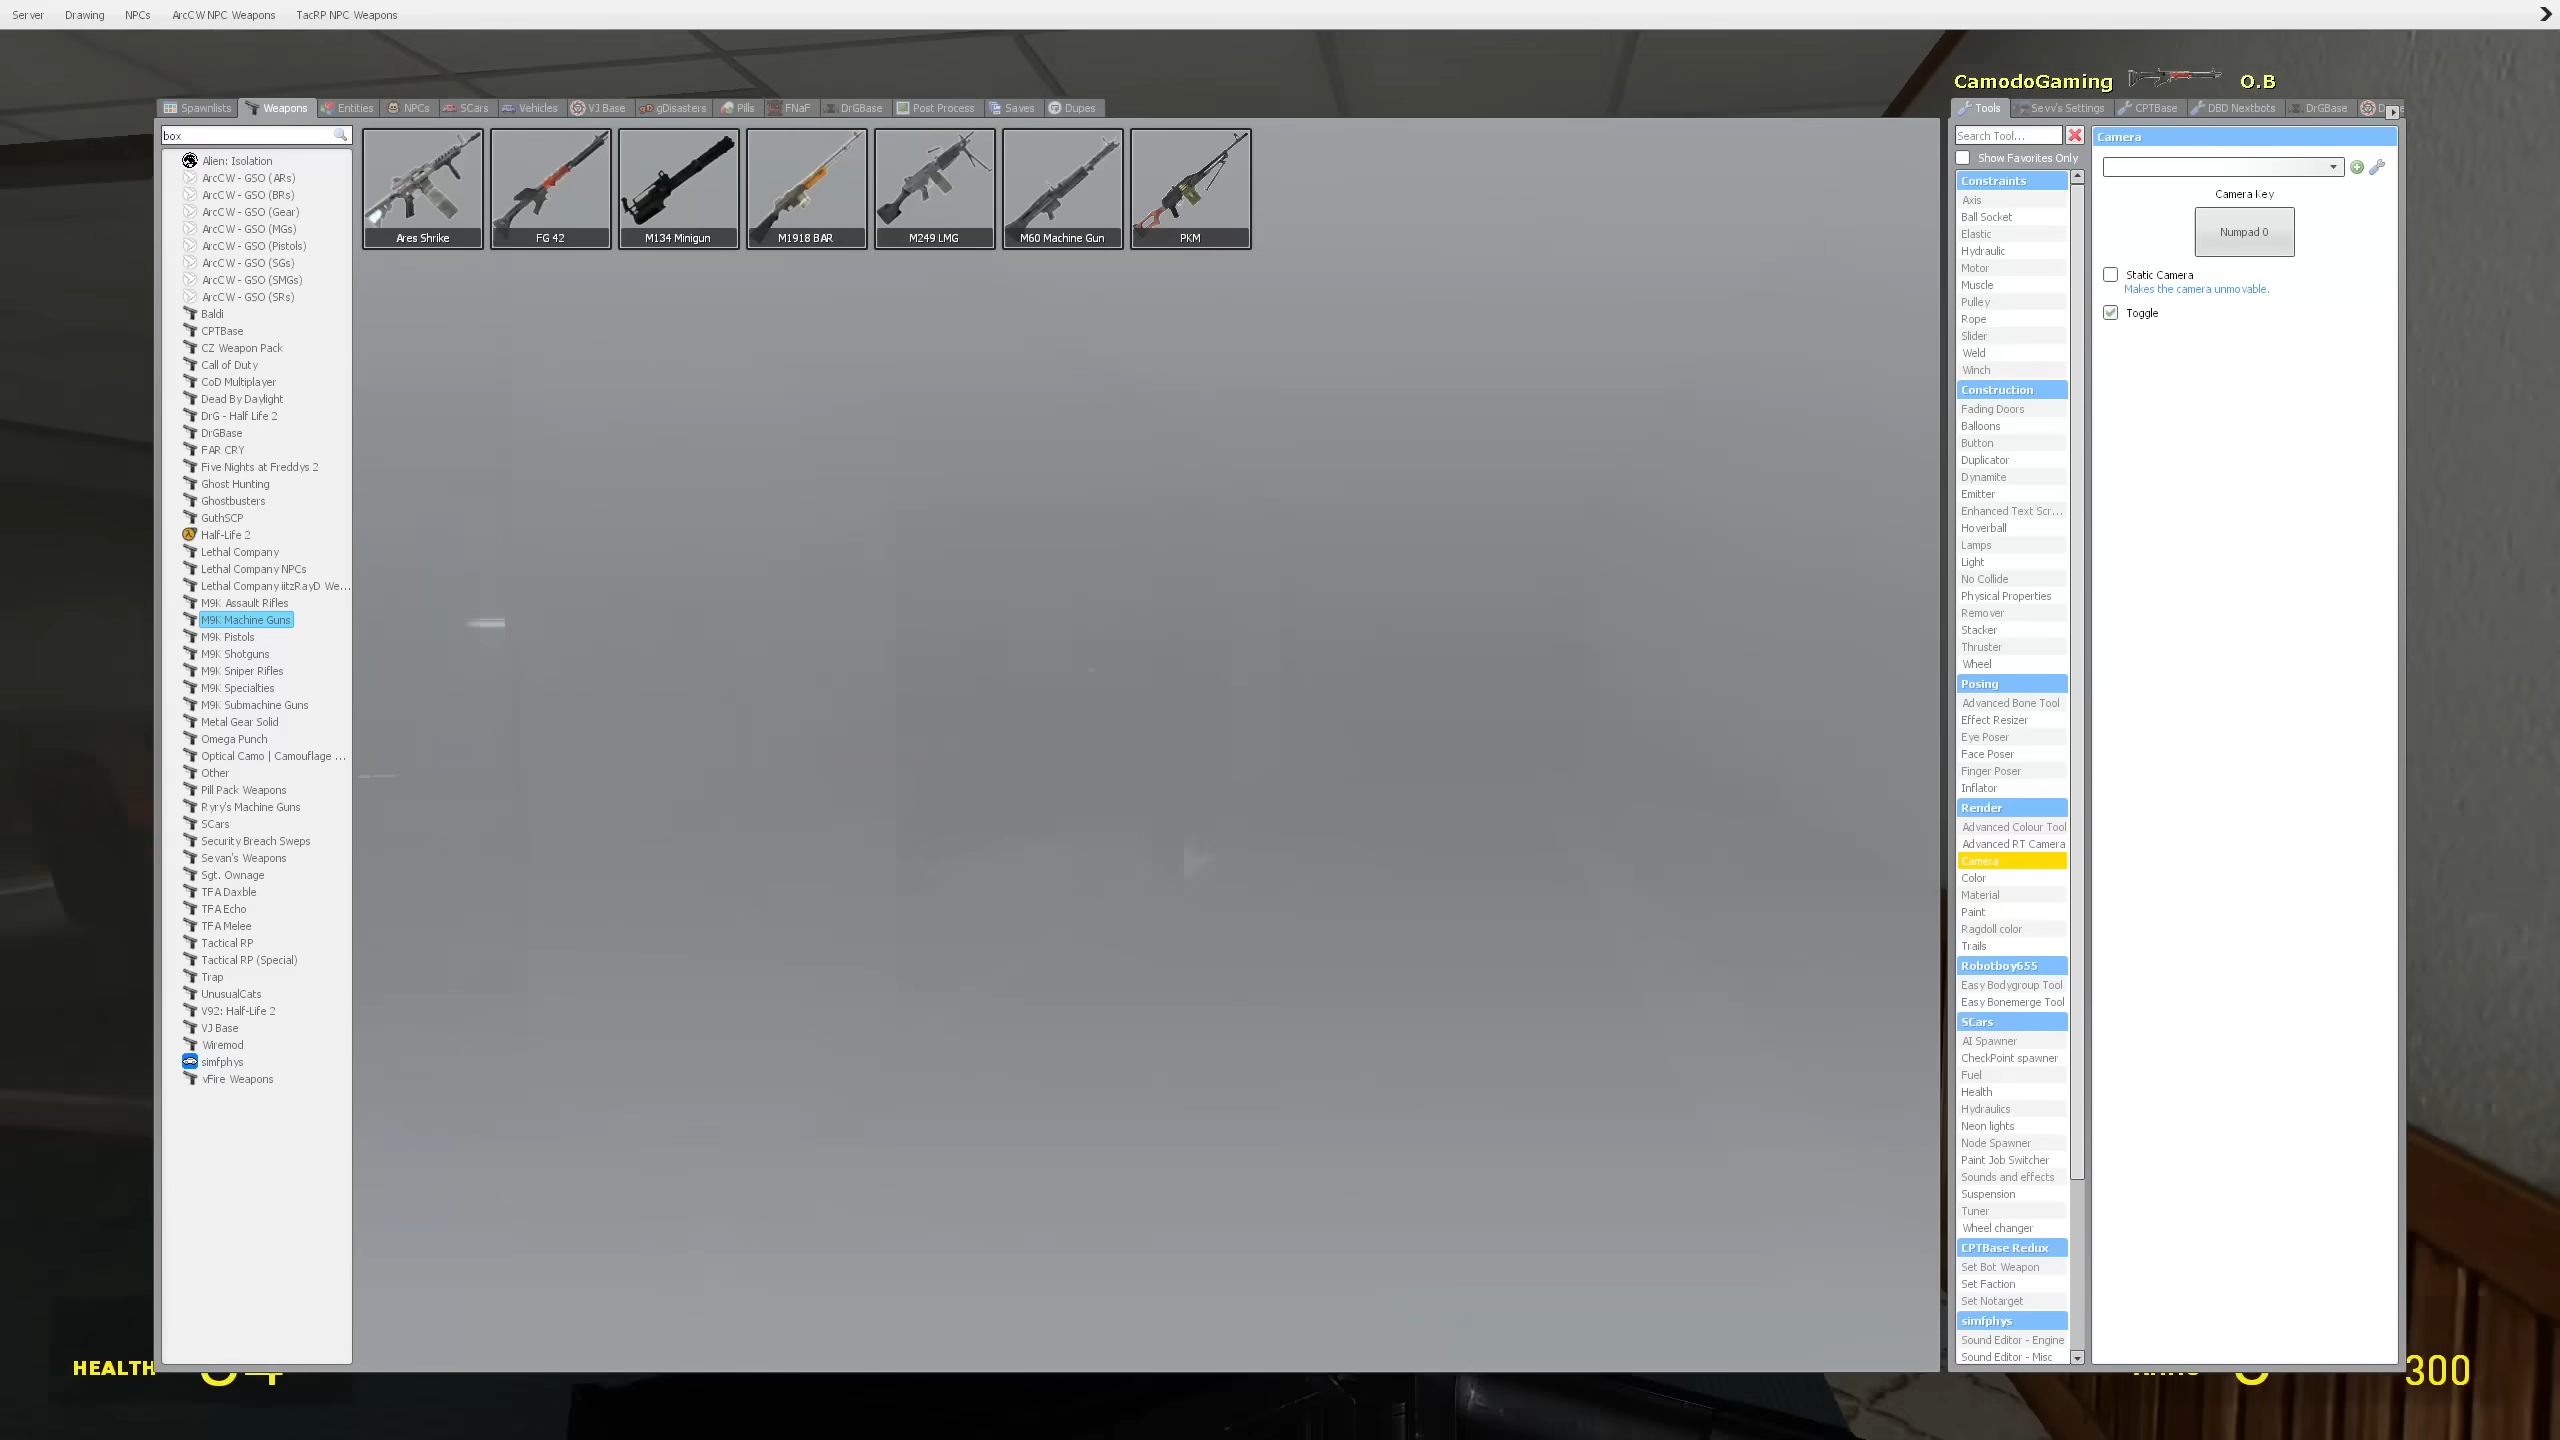 Server Drawing NPCs ArcCW NPC Weapons TacRP NPC Weapons
CamodoGaming O.B
Spawnlists Weapons Entities NPCs SCars Vehicles VJ Base gDisasters Pills FNaF DrGBase Post Process Saves Dupes
box
Alien: Isolation
ArcCW - GSO (ARs)
ArcCW - GSO (BRs)
ArcCW - GSO (Gear)
ArcCW - GSO (MGs)
ArcCW - GSO (Pistols)
ArcCW - GSO (SGs)
ArcCW - GSO (SMGs)
ArcCW - GSO (SRs)
Baldi
CPTBase
CZ Weapon Pack
Call of Duty
CoD Multiplayer
Dead By Daylight
DrG - Half Life 2
DrGBase
FAR CRY
Five Nights at Freddys 2
Ghost Hunting
Ghostbusters
GuthSCP
Half-Life 2
Lethal Company
Lethal Company NPCs
Lethal Company iitzRayD We...
M9K Assault Rifles
M9K Machine Guns
M9K Pistols
M9K Shotguns
M9K Sniper Rifles
M9K Specialties
M9K Submachine Guns
Metal Gear Solid
Omega Punch
Optical Camo | Camouflage ...
Other
Pill Pack Weapons
Ryry's Machine Guns
SCars
Security Breach Sweps
Sevan's Weapons
Sgt. Ownage
TFA Daxble
TFA Echo
TFA Melee
Tactical RP
Tactical RP (Special)
Trap
UnusualCats
V92: Half-Life 2
VJ Base
Wiremod
simfphys
vFire Weapons
Ares Shrike FG 42 M134 Minigun M1918 BAR M249 LMG M60 Machine Gun PKM
Tools Sevv's Settings CPTBase DBD Nextbots DrGBase
Search Tool...
Show Favorites Only
Constraints
Axis
Ball Socket
Elastic
Hydraulic
Motor
Muscle
Pulley
Rope
Slider
Weld
Winch
Construction
Fading Doors
Balloons
Button
Duplicator
Dynamite
Emitter
Enhanced Text Scr...
Hoverball
Lamps
Light
No Collide
Physical Properties
Remover
Stacker
Thruster
Wheel
Posing
Advanced Bone Tool
Effect Resizer
Eye Poser
Face Poser
Finger Poser
Inflator
Render
Advanced Colour Tool
Advanced RT Camera
Camera
Color
Material
Paint
Ragdoll color
Trails
Robotboy655
Easy Bodygroup Tool
Easy Bonemerge Tool
SCars
AI Spawner
CheckPoint spawner
Fuel
Health
Hydraulics
Neon lights
Node Spawner
Paint Job Switcher
Sounds and effects
Suspension
Tuner
Wheel changer
CPTBase Redux
Set Bot Weapon
Set Faction
Set Notarget
simfphys
Sound Editor - Engine
Sound Editor - Misc
Camera
Camera Key
Numpad 0
Static Camera
Makes the camera unmovable.
Toggle
HEALTH
300